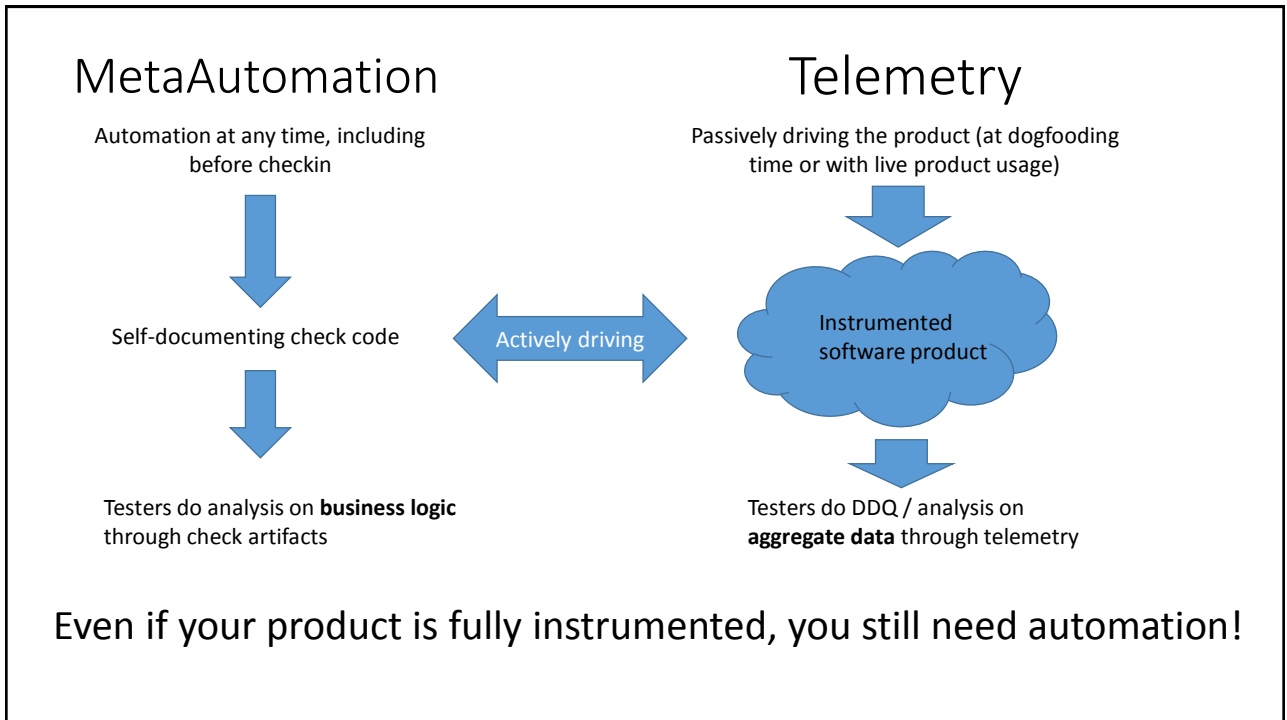 MetaAutomation
Automation at any time, including
before checkin
Self-documenting check code
Testers do analysis on business logic
through check artifacts
Actively driving
Telemetry
Passively driving the product (at dogfooding
time or with live product usage)
Instrumented
software product
Testers do DDQ / analysis on
aggregate data through telemetry
Even if your product is fully instrumented, you still need automation!